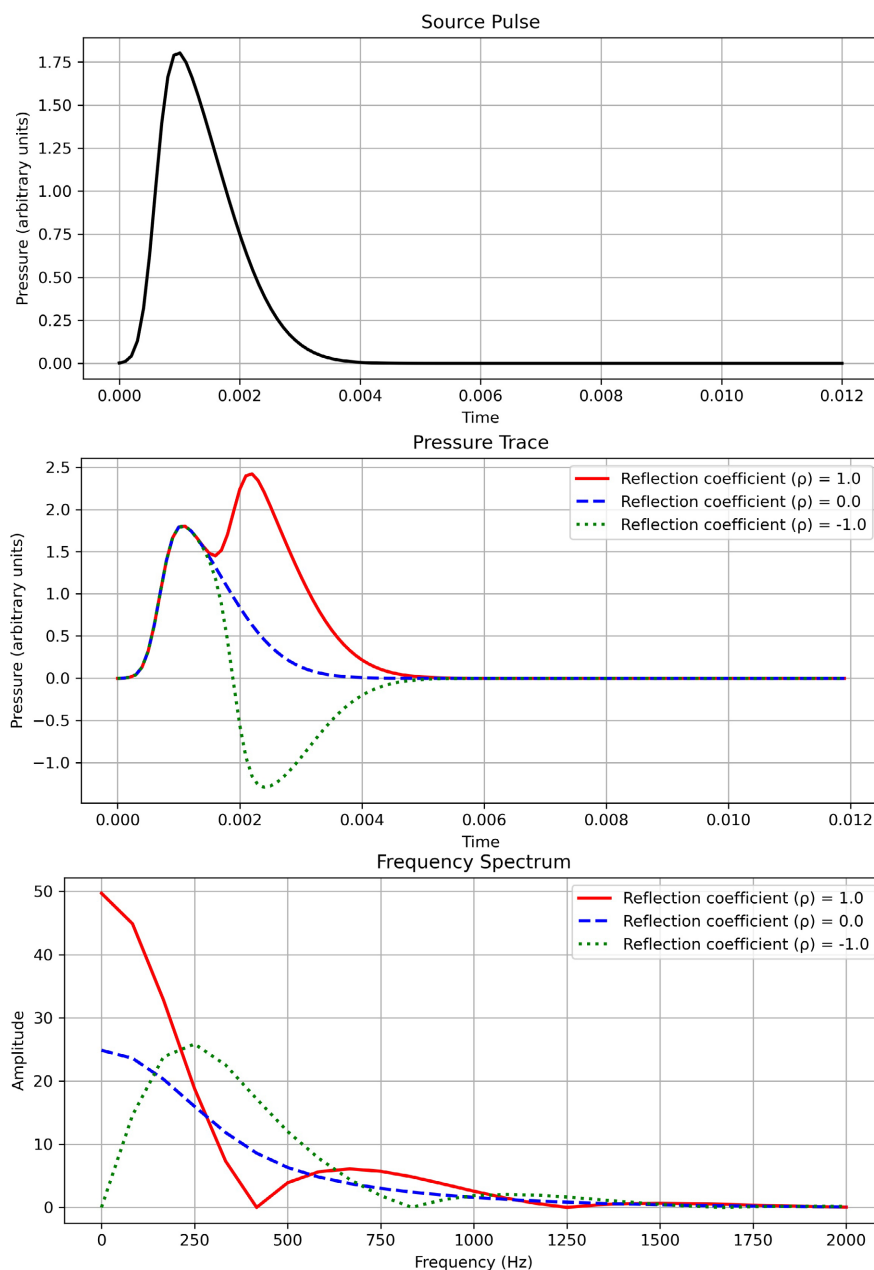 Source Pulse
1.75
1.50
1.25
1.00
0.75
0.50
0.25
0.00
Pressure (arbitrary units)
0.000 0.002 0.004 0.006 0.008 0.010 0.012
Time
Pressure Trace
2.5
2.0
1.5
1.0
0.5
0.0
−0.5
−1.0
Pressure (arbitrary units)
Reflection coefficient (ρ) = 1.0
Reflection coefficient (ρ) = 0.0
Reflection coefficient (ρ) = -1.0
0.000 0.002 0.004 0.006 0.008 0.010 0.012
Time
Frequency Spectrum
50
40
30
20
10
0
Amplitude
Reflection coefficient (ρ) = 1.0
Reflection coefficient (ρ) = 0.0
Reflection coefficient (ρ) = -1.0
0 250 500 750 1000 1250 1500 1750 2000
Frequency (Hz)